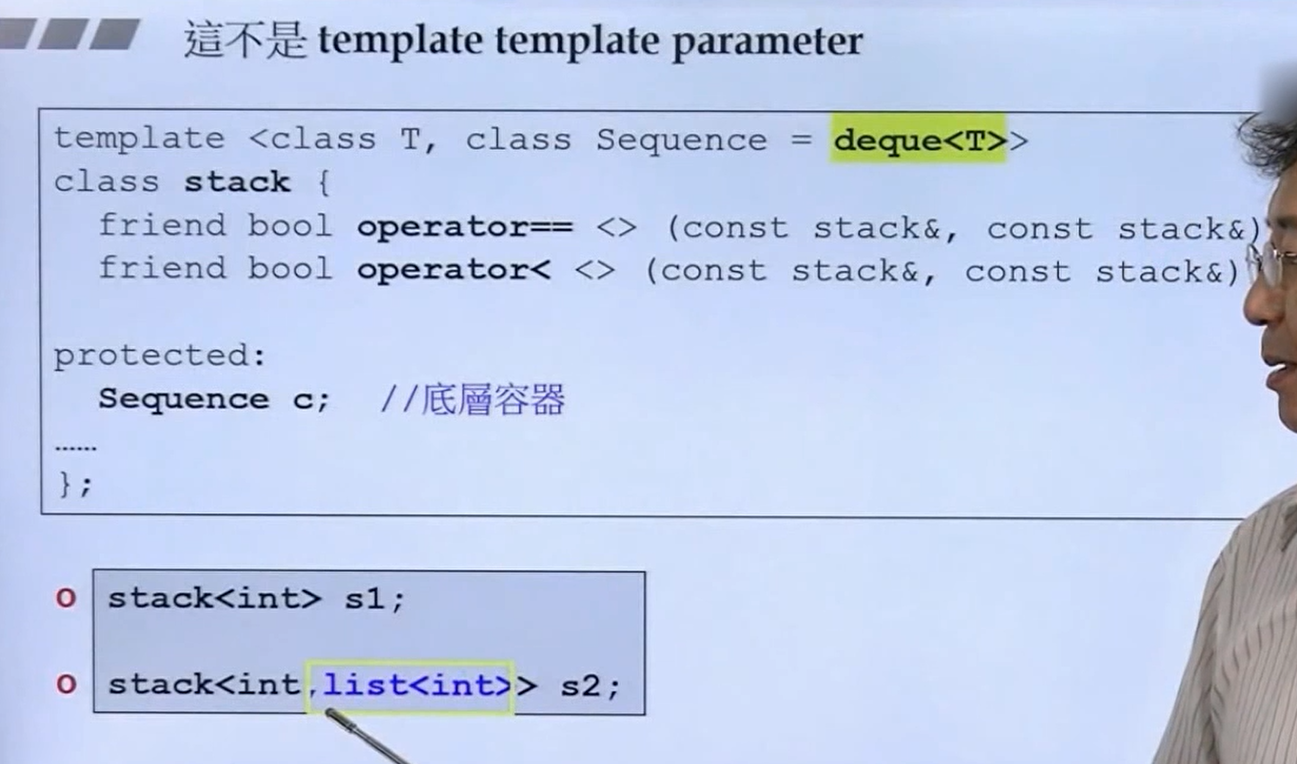 這不是 template template parameter
template <class T, class Sequence = deque<T>>
class stack {
friend bool operator== <> (const stack&, const stack&)
friend bool operator< <> (const stack&, const stack&)
protected:
Sequence c; //底層容器
……
};
o stack<int> s1;
o stack<int,list<int>> s2;